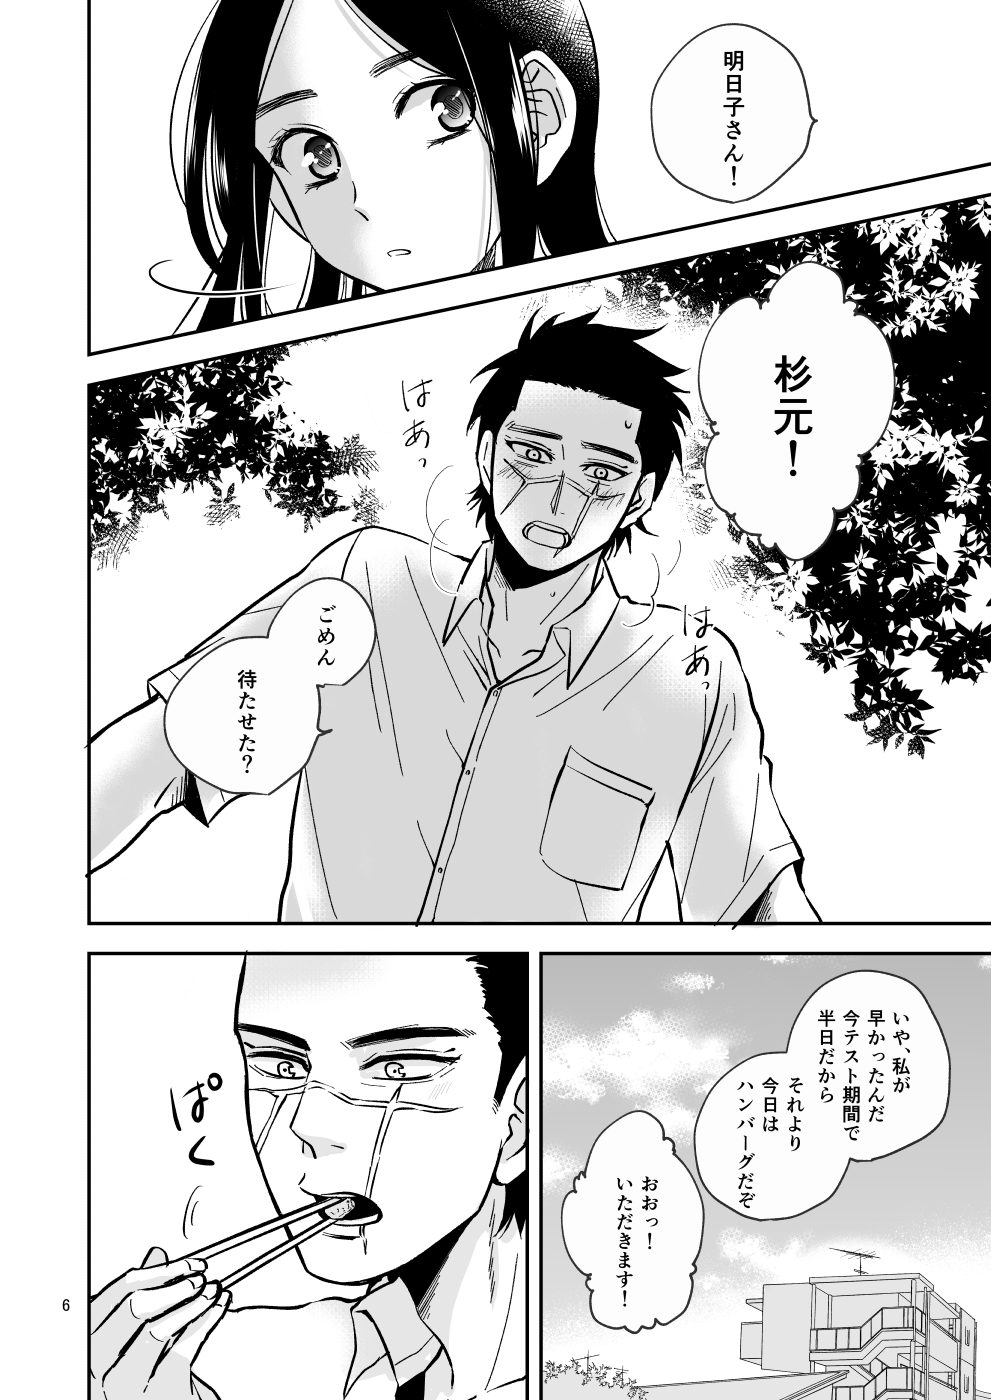 明日子さん！
杉元！
はあっ
はあっ
ごめん
待たせた？
いや、私が
早かったんだ
今テスト期間で
半日だから
それより
今日は
ハンバーグだぞ
おおっ！
いただきます！
ぱく
6